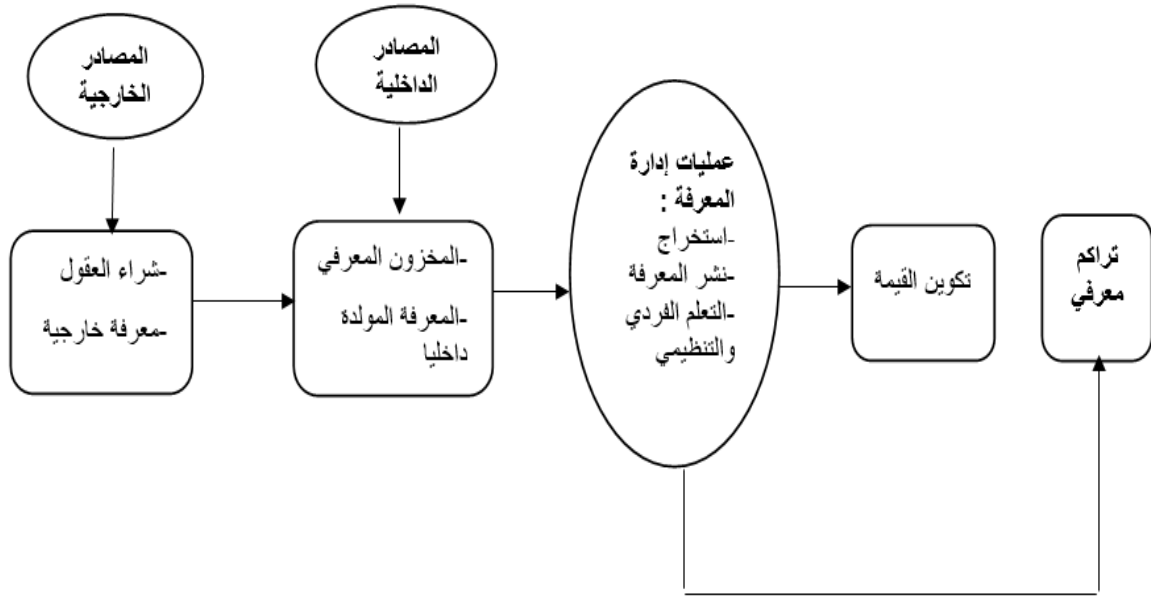 المصادر
الخارجية
المصادر
الداخلية
-شراء العقول
-معرفة خارجية
-المخزون المعرفي
-المعرفة المولدة
داخليا
عمليات إدارة
المعرفة :
-استخراج
-نشر المعرفة
-التعلم الفردي
والتنظيمي
تكوين القيمة
تراكم
معرفي